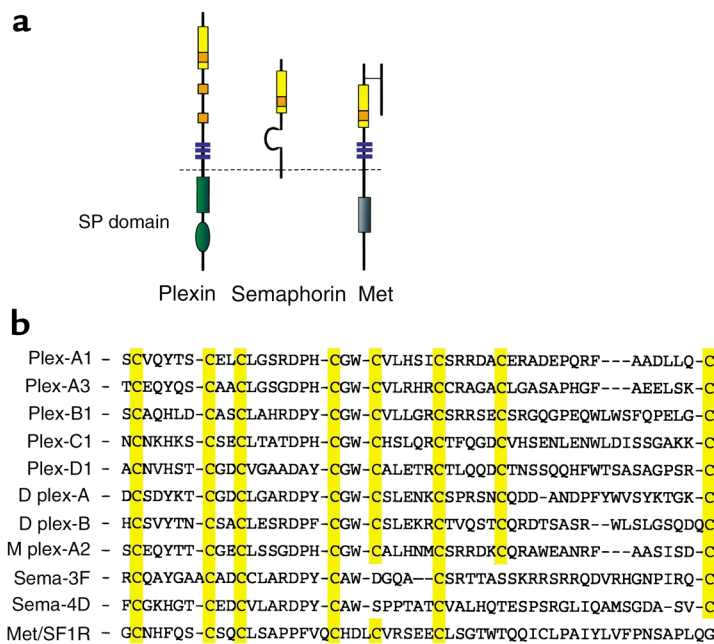 a
SP domain
Plexin Semaphorin Met
b
Plex-A1 - SCVQYTS-CELCLGSRDPH-CGW-CVLHSICSRRDACERADEPQRF---AADLLQ-C
Plex-A3 - TCEQYQS-CAACLGSGDPH-CGW-CVLRHRCCRAGACLGASAPHGF---AEELSK-C
Plex-B1 - SCAQHLD-CASCLAHRDPY-CGW-CVLLGRCSRRSECSRGQGPEQWLWSFQPELG-C
Plex-C1 - NCNKHKS-CSECLTATDPH-CGW-CHSLQRCTFQGDCVHSENLENWLDISSGAKK-C
Plex-D1 - ACNVHST-CGDCVGAADAY-CGW-CALETRCTLQQDCTNSSQQHFWTSASAGPSR-C
D plex-A - DCSDYKT-CGDCLGARDPY-CGW-CSLENKCSPRSNCQDD-ANDPFYWVSYKTGK-C
D plex-B - HCSVYTN-CSACLESRDPF-CGW-CSLEKRCTVQSTCQRDTSASR--WLSLGSQDQC
M plex-A2 - SCEQYTT-CGECLSSGDPH-CGW-CALHNMCSRRDKCQRAWEANRF---AASISD-C
Sema-3F - RCQAYGAACADCCLARDPY-CAW-DGQA--CSRTTASSKRRSRRQDVRHGNPIRQ-C
Sema-4D - FCGKHGT-CEDCVLARDPY-CAW-SPPTATCVALHQTESPSRGLIQAMSGDA-SV-C
Met/SF1R - GCNHFQS-CSQCLSAPPFVQCHDLCVRSEECLSGTWTQQICLPAIYLVFPNSAPLQC